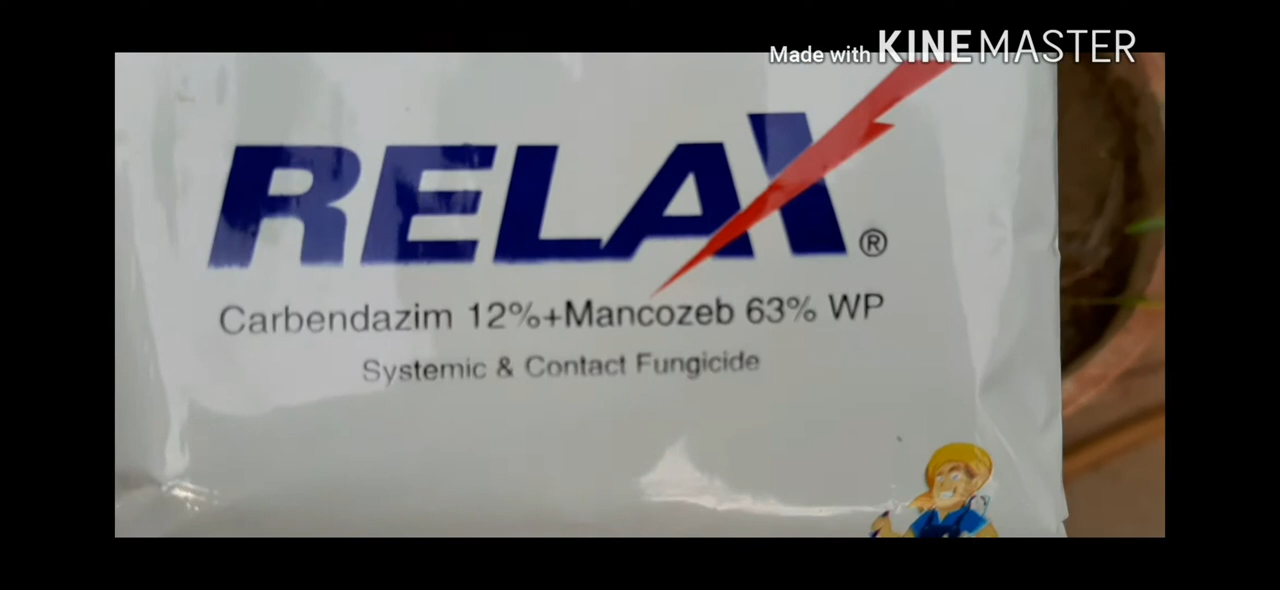 Made with KINEMASTER
RELAX ®
Carbendazim 12%+Mancozeb 63% WP
Systemic & Contact Fungicide